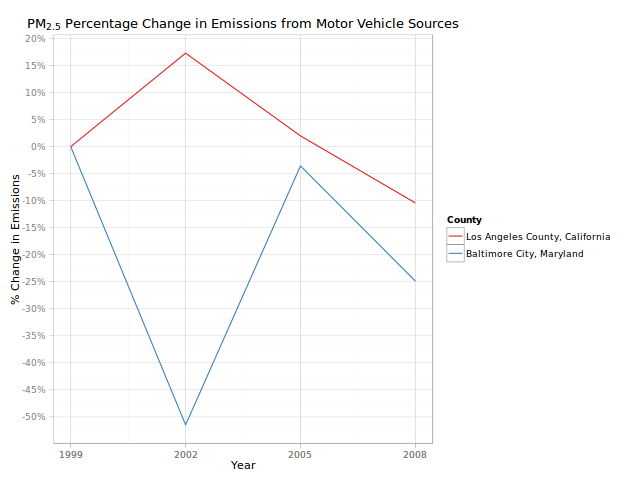 PM2.5 Percentage Change in Emissions from Motor Vehicle Sources
20%
15%
10%
5%
0%
-5%
-10%
-15%
-20%
-25%
-30%
-35%
-40%
-45%
-50%
% Change in Emissions
1999 2002 2005 2008
Year
County
Los Angeles County, California
Baltimore City, Maryland